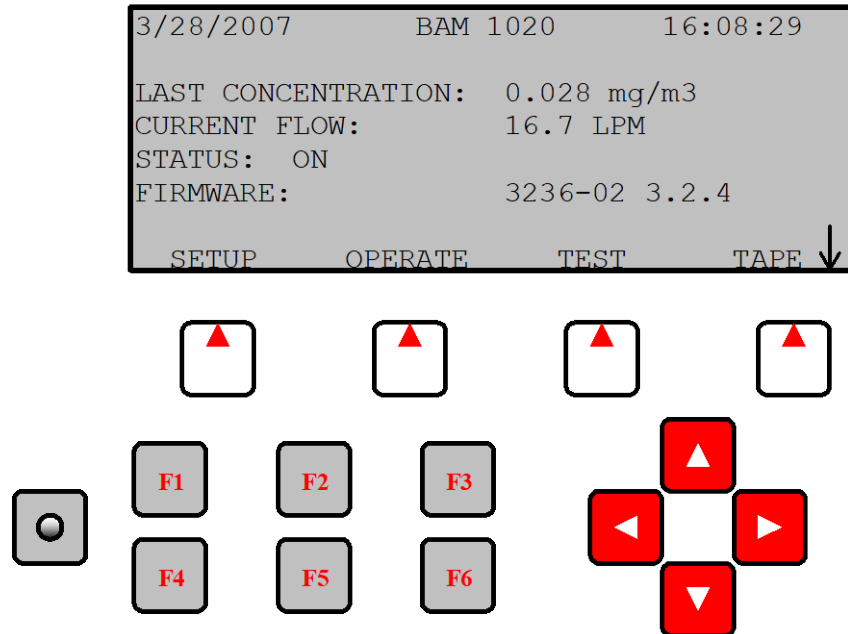 3/28/2007 BAM 1020 16:08:29
LAST CONCENTRATION: 0.028 mg/m3
CURRENT FLOW: 16.7 LPM
STATUS: ON
FIRMWARE: 3236-02 3.2.4
SETUP OPERATE TEST TAPE
F1 F2 F3
F4 F5 F6